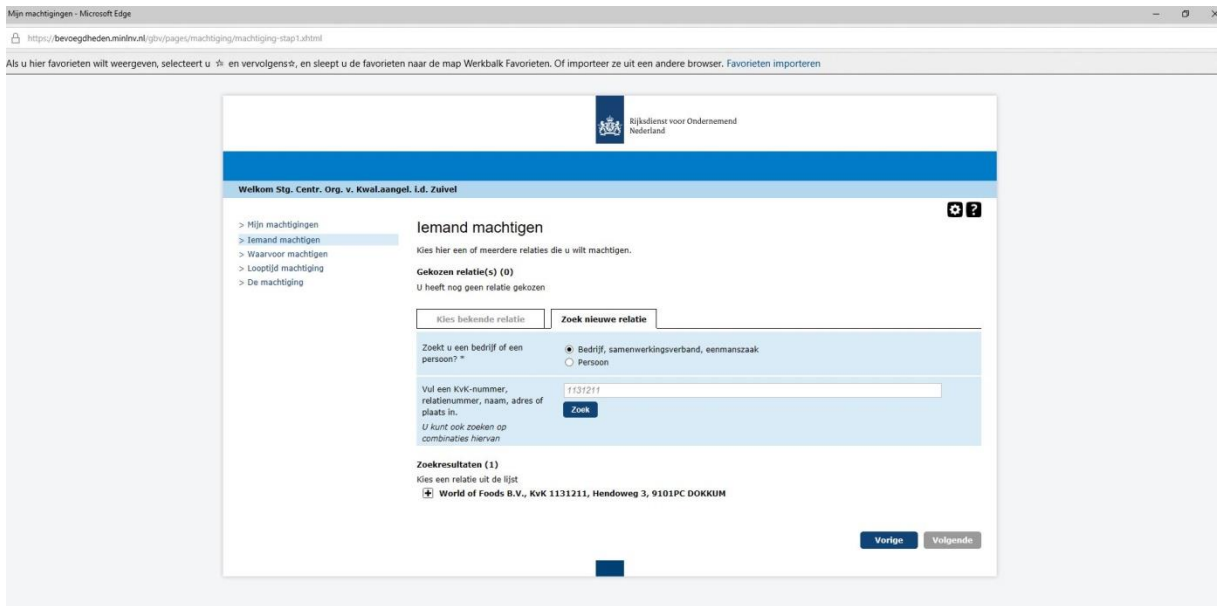 Mijn machtigingen - Microsoft Edge
https://bevoegdheden.minlnv.nl/gbv/pages/machtiging/machtiging-stap1.xhtml
Als u hier favorieten wilt weergeven, selecteert u ☆ en vervolgens☆, en sleept u de favorieten naar de map Werkbalk Favorieten. Of importeer ze uit een andere browser. Favorieten importeren
Rijksdienst voor Ondernemend
Nederland
Welkom Stg. Centr. Org. v. Kwal.aangel. i.d. Zuivel
> Mijn machtigingen
> Iemand machtigen
> Waarvoor machtigen
> Looptijd machtiging
> De machtiging
Iemand machtigen
Kies hier een of meerdere relaties die u wilt machtigen.
Gekozen relatie(s) (0)
U heeft nog geen relatie gekozen
Kies bekende relatie
Zoek nieuwe relatie
Zoekt u een bedrijf of een
persoon? *
Bedrijf, samenwerkingsverband, eenmanszaak
Persoon
Vul een KvK-nummer,
relatienummer, naam, adres of
plaats in.
U kunt ook zoeken op
combinaties hiervan
1131211
Zoek
Zoekresultaten (1)
Kies een relatie uit de lijst
World of Foods B.V., KvK 1131211, Hendoweg 3, 9101PC DOKKUM
Vorige
Volgende